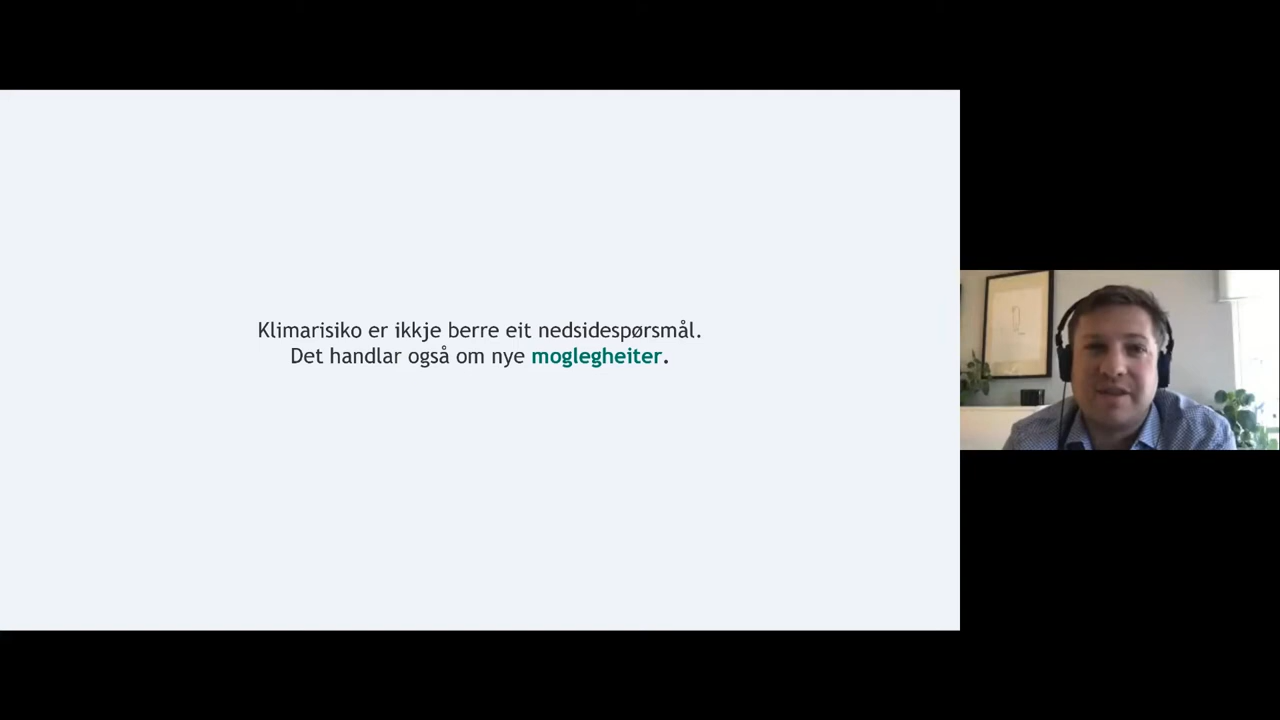 Klimarisiko er ikkje berre eit nedsidespørsmål.
Det handlar også om nye moglegheiter.